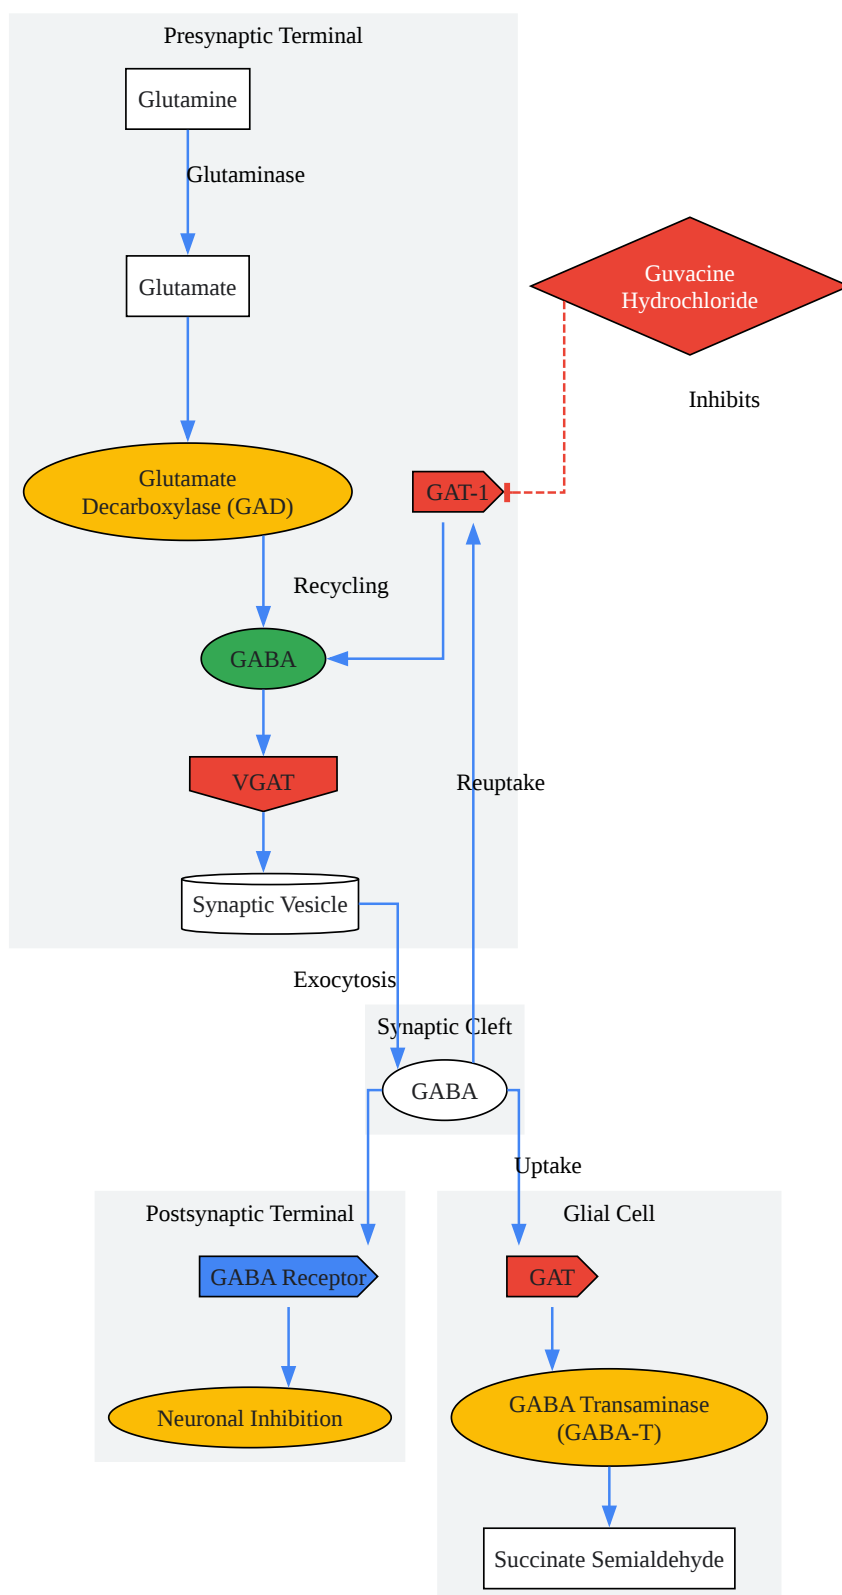 Presynaptic Terminal
Glutamine
Glutaminase
Glutamate
Guvacine
Hydrochloride
Inhibits
Glutamate
Decarboxylase (GAD)
GAT-1
Recycling
GABA
VGAT
Reuptake
Synaptic Vesicle
Exocytosis
Synaptic Cleft
GABA
Uptake
Postsynaptic Terminal
Glial Cell
GABA Receptor
GAT
Neuronal Inhibition
GABA Transaminase
(GABA-T)
Succinate Semialdehyde